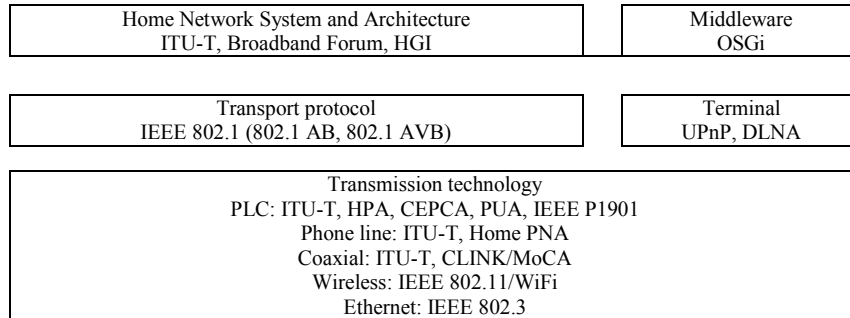 Home Network System and Architecture
ITU-T, Broadband Forum, HGI
Middleware
OSGi
Transport protocol
IEEE 802.1 (802.1 AB, 802.1 AVB)
Terminal
UPnP, DLNA
Transmission technology
PLC: ITU-T, HPA, CEPCA, PUA, IEEE P1901
Phone line: ITU-T, Home PNA
Coaxial: ITU-T, CLINK/MoCA
Wireless: IEEE 802.11/WiFi
Ethernet: IEEE 802.3